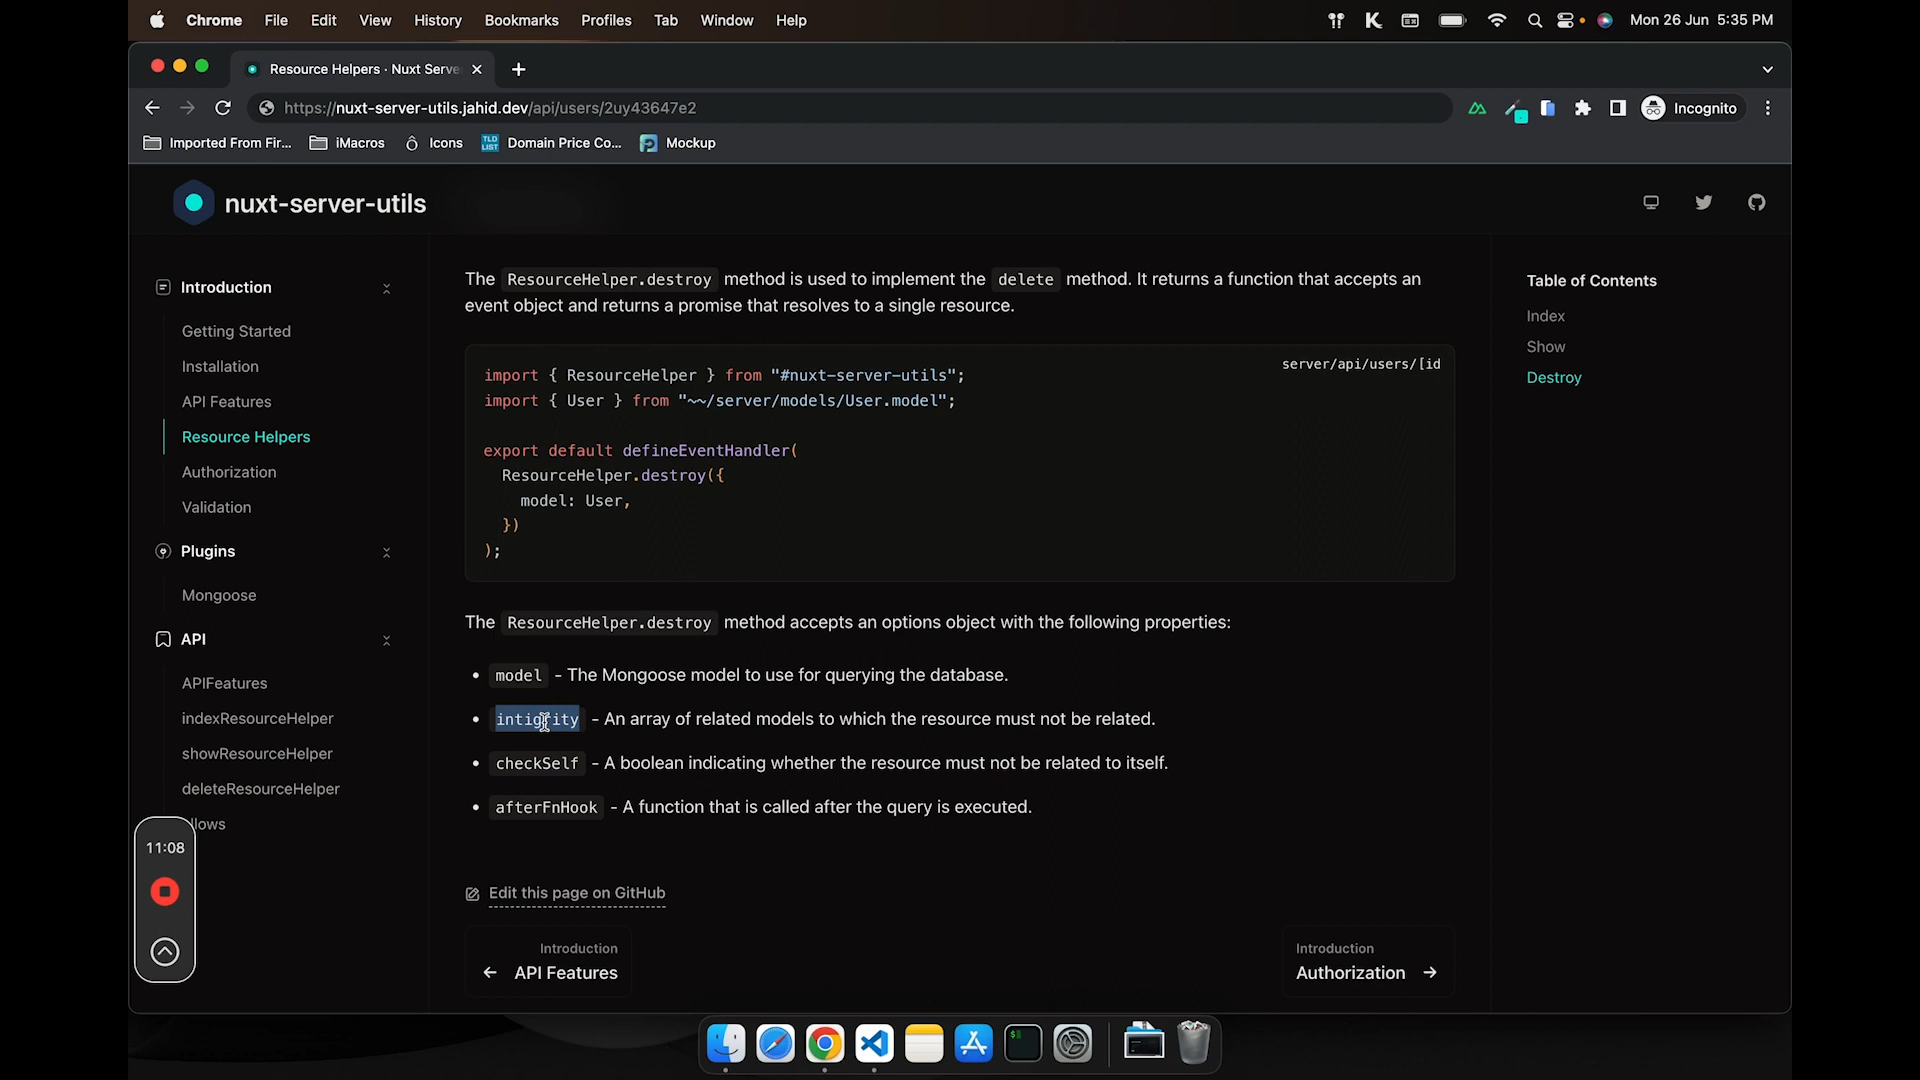 Chrome File Edit View History Bookmarks Profiles Tab Window Help Mon 26 Jun 5:35 PM
Resource Helpers · Nuxt Serve
https://nuxt-server-utils.jahid.dev/api/users/2uy43647e2
Incognito
Imported From Fir... iMacros Icons TLD LIST Domain Price Co... Mockup
nuxt-server-utils
Introduction
Getting Started
Installation
API Features
Resource Helpers
Authorization
Validation
Plugins
Mongoose
API
APIFeatures
indexResourceHelper
showResourceHelper
deleteResourceHelper
llows
11:08
The ResourceHelper.destroy method is used to implement the delete method. It returns a function that accepts an
event object and returns a promise that resolves to a single resource.
server/api/users/[id
import { ResourceHelper } from "#nuxt-server-utils";
import { User } from "~~/server/models/User.model";
export default defineEventHandler(
ResourceHelper.destroy({
model: User,
})
);
The ResourceHelper.destroy method accepts an options object with the following properties:
• model - The Mongoose model to use for querying the database.
• intigrity - An array of related models to which the resource must not be related.
• checkSelf - A boolean indicating whether the resource must not be related to itself.
• afterFnHook - A function that is called after the query is executed.
Edit this page on GitHub
Introduction
← API Features
Introduction
Authorization →
Table of Contents
Index
Show
Destroy